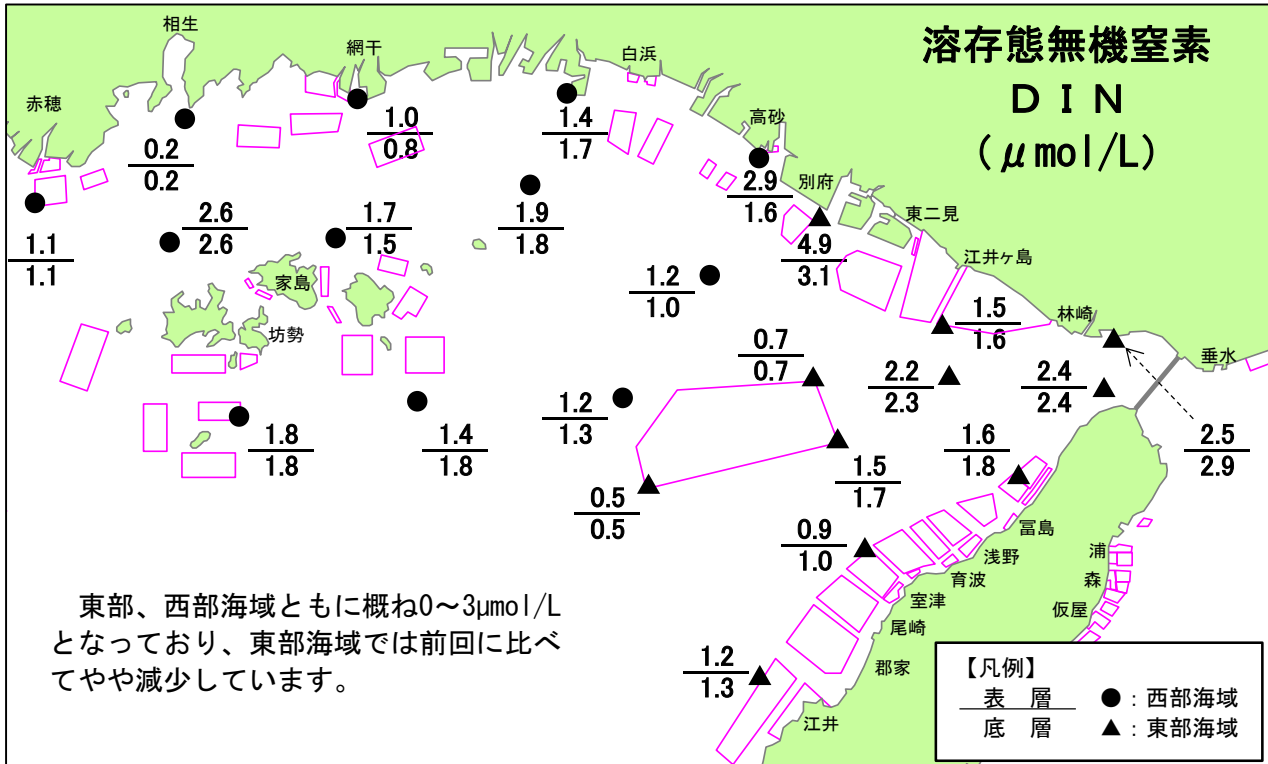 溶存態無機窒素
ＤＩＮ
(μmol/L)
相生
網干
白浜
赤穂
高砂
別府
東二見
江井ヶ島
林崎
垂水
家島
坊勢
1.0
0.8
1.4
1.7
0.2
0.2
2.9
1.6
1.1
1.1
2.6
2.6
1.7
1.5
1.9
1.8
4.9
3.1
1.2
1.0
1.5
1.6
0.7
0.7
2.2
2.3
2.4
2.4
1.2
1.3
1.8
1.8
1.4
1.8
1.6
1.8
2.5
2.9
1.5
1.7
0.5
0.5
0.9
1.0
1.2
1.3
冨島
浅野
育波
室津
尾崎
郡家
江井
浦
森
仮屋
東部、西部海域ともに概ね0～3μmol/L
となっており、東部海域では前回に比べ
てやや減少しています。
【凡例】
表　層
底　層
●：西部海域
▲：東部海域